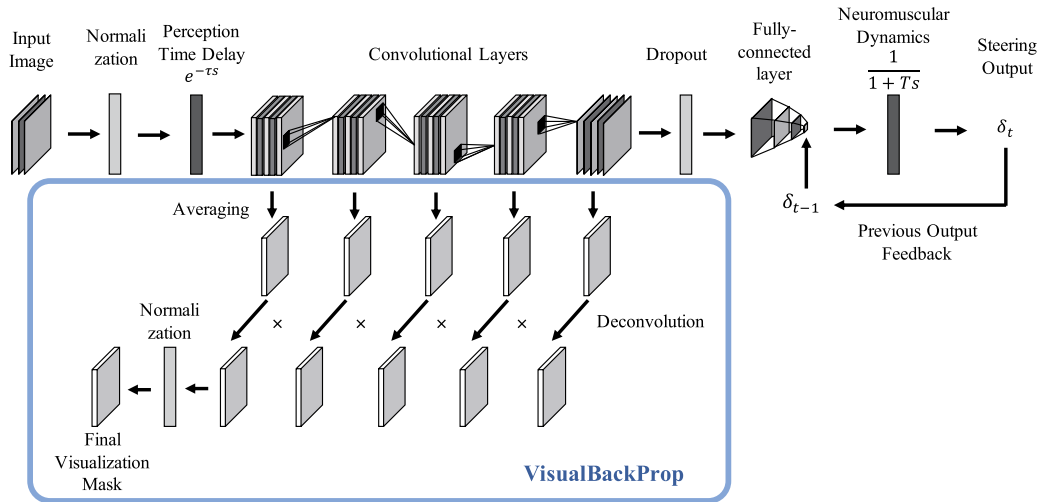 Input
Image
Normali
zation
Perception
Time Delay
e^{-τs}
Convolutional Layers
Dropout
Fully-
connected
layer
Neuromuscular
Dynamics
1
1 + Ts
Steering
Output
δ_t
δ_{t−1}
Previous Output
Feedback
Averaging
× × × ×
Deconvolution
Normali
zation
Final
Visualization
Mask
VisualBackProp